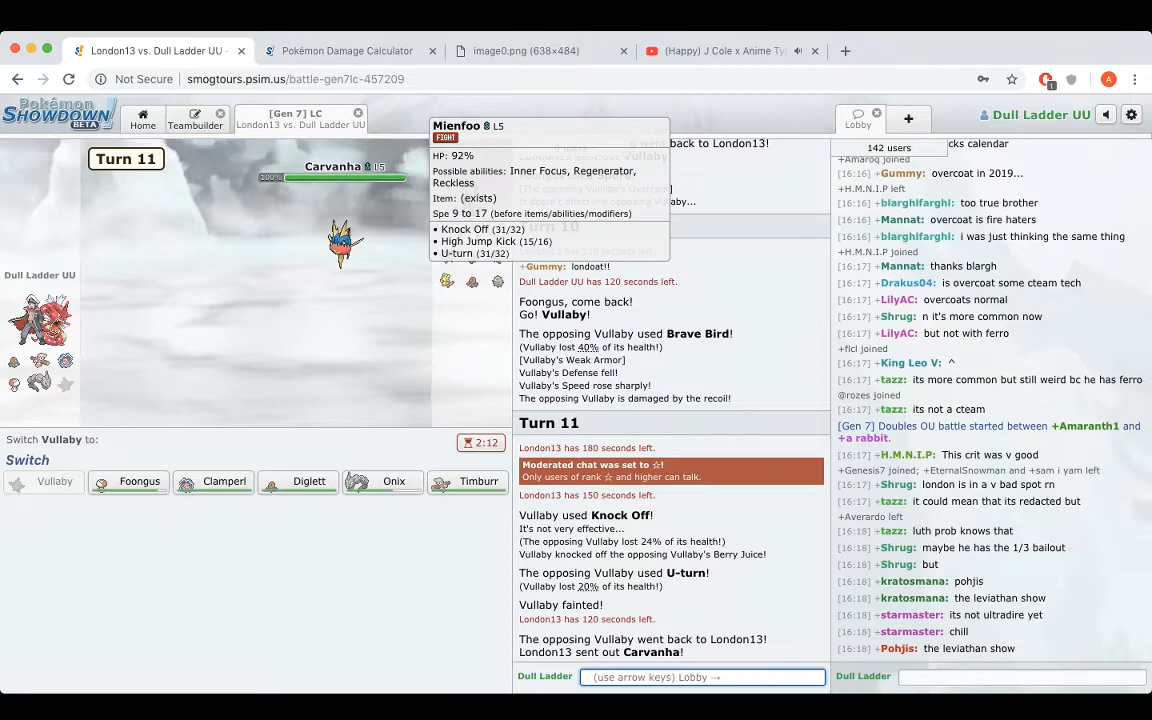 London13 vs. Dull Ladder UU -
Pokémon Damage Calculator
image0.png (638×484)
(Happy) J Cole x Anime Ty
Not Secure
smogtours.psim.us/battle-gen7lc-457209
A
1
Pokémon
SHOWDOWN
BETA
Home
Teambuilder
[Gen 7] LC
London13 vs. Dull Ladder UU
Lobby
Dull Ladder UU
Turn 11
Carvanha L5
100%
Dull Ladder UU
Mienfoo L5
FIGHT
HP: 92%
Possible abilities: Inner Focus, Regenerator,
Reckless
Item: (exists)
Spe 9 to 17 (before items/abilities/modifiers)
• Knock Off (31/32)
• High Jump Kick (15/16)
• U-turn (31/32)
Switch Vullaby to:
2:12
Switch
Vullaby
Foongus
Clamperl
Diglett
Onix
Timburr
went back to London13!
Turn 10
+Gummy: londoat!!
Dull Ladder UU has 120 seconds left.
Foongus, come back!
Go! Vullaby!
The opposing Vullaby used Brave Bird!
(Vullaby lost 40% of its health!)
[Vullaby's Weak Armor]
Vullaby's Defense fell!
Vullaby's Speed rose sharply!
The opposing Vullaby is damaged by the recoil!
Turn 11
London13 has 180 seconds left.
Moderated chat was set to ☆!
Only users of rank ☆ and higher can talk.
London13 has 150 seconds left.
Vullaby used Knock Off!
It's not very effective...
(The opposing Vullaby lost 24% of its health!)
Vullaby knocked off the opposing Vullaby's Berry Juice!
The opposing Vullaby used U-turn!
(Vullaby lost 20% of its health!)
Vullaby fainted!
London13 has 120 seconds left.
The opposing Vullaby went back to London13!
London13 sent out Carvanha!
Dull Ladder
(use arrow keys) Lobby →
142 users
cks calendar
+Amaroq joined
[16:16] +Gummy: overcoat in 2019...
+H.M.N.I.P left
[16:16] +blarghlfarghl: too true brother
[16:16] +Mannat: overcoat is fire haters
[16:16] +blarghlfarghl: i was just thinking the same thing
+H.M.N.I.P joined
[16:17] +Mannat: thanks blargh
[16:17] +Drakus04: is overcoat some cteam tech
[16:17] +LilyAC: overcoats normal
[16:17] +Shrug: n it's more common now
[16:17] +LilyAC: but not with ferro
+flcl joined
[16:17] +King Leo V: ^
[16:17] +tazz: its more common but still weird bc he has ferro
@rozes joined
[16:17] +tazz: its not a cteam
[Gen 7] Doubles OU battle started between +Amaranth1 and
+a rabbit.
[16:17] +H.M.N.I.P: This crit was v good
+Genesis7 joined; +EternalSnowman and +sam i yam left
[16:17] +Shrug: london is in a v bad spot rn
[16:17] +tazz: it could mean that its redacted but
+Averardo left
[16:18] +tazz: luth prob knows that
[16:18] +Shrug: maybe he has the 1/3 bailout
[16:18] +Shrug: but
[16:18] +kratosmana: pohjis
[16:18] +kratosmana: the leviathan show
[16:18] +starmaster: its not ultradire yet
[16:18] +starmaster: chill
[16:18] +Pohjis: the leviathan show
Dull Ladder